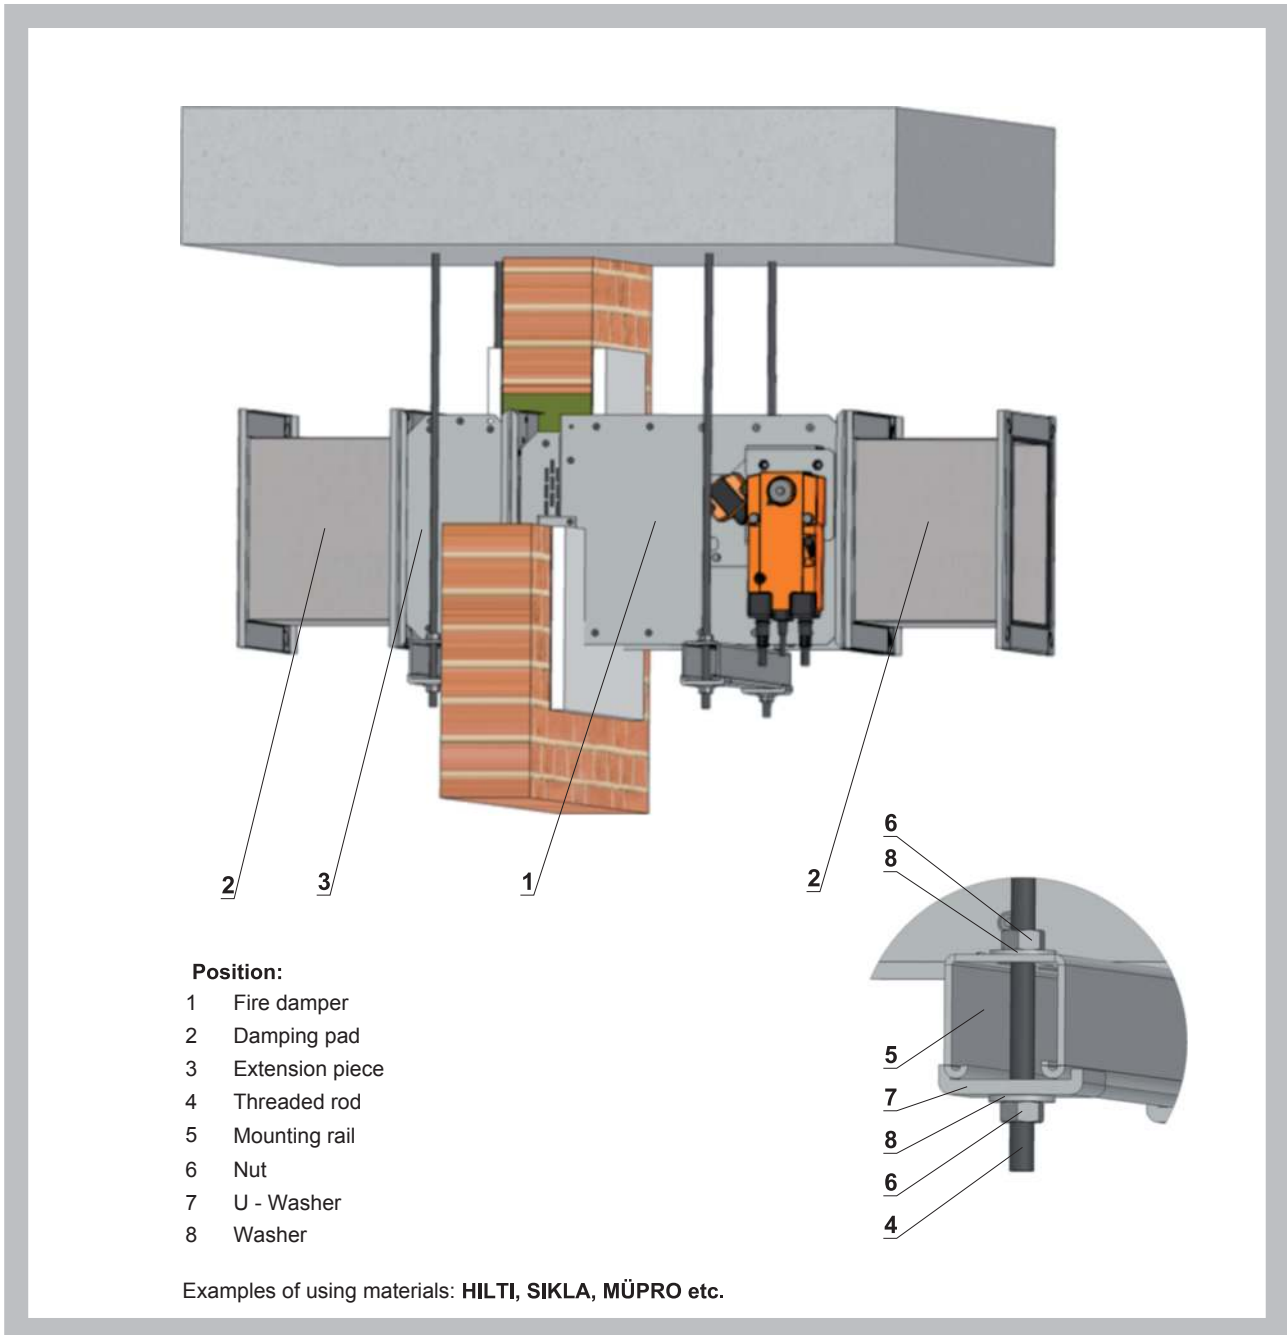 2
3
1
2
6
8
5
7
8
6
4
Position:
1 Fire damper
2 Damping pad
3 Extension piece
4 Threaded rod
5 Mounting rail
6 Nut
7 U - Washer
8 Washer
Examples of using materials: HILTI, SIKLA, MÜPRO etc.